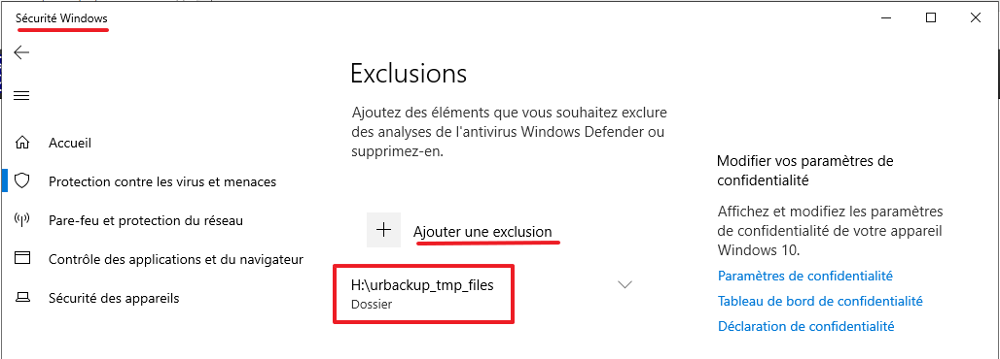 Sécurité Windows
Exclusions
Ajoutez des éléments que vous souhaitez exclure
des analyses de l'antivirus Windows Defender ou
supprimez-en.
Accueil
Protection contre les virus et menaces
Pare-feu et protection du réseau
Contrôle des applications et du navigateur
Sécurité des appareils
Ajouter une exclusion
H:\urbackup_tmp_files
Dossier
Modifier vos paramètres de
confidentialité
Affichez et modifiez les paramètres
de confidentialité de votre appareil
Windows 10.
Paramètres de confidentialité
Tableau de bord de confidentialité
Déclaration de confidentialité